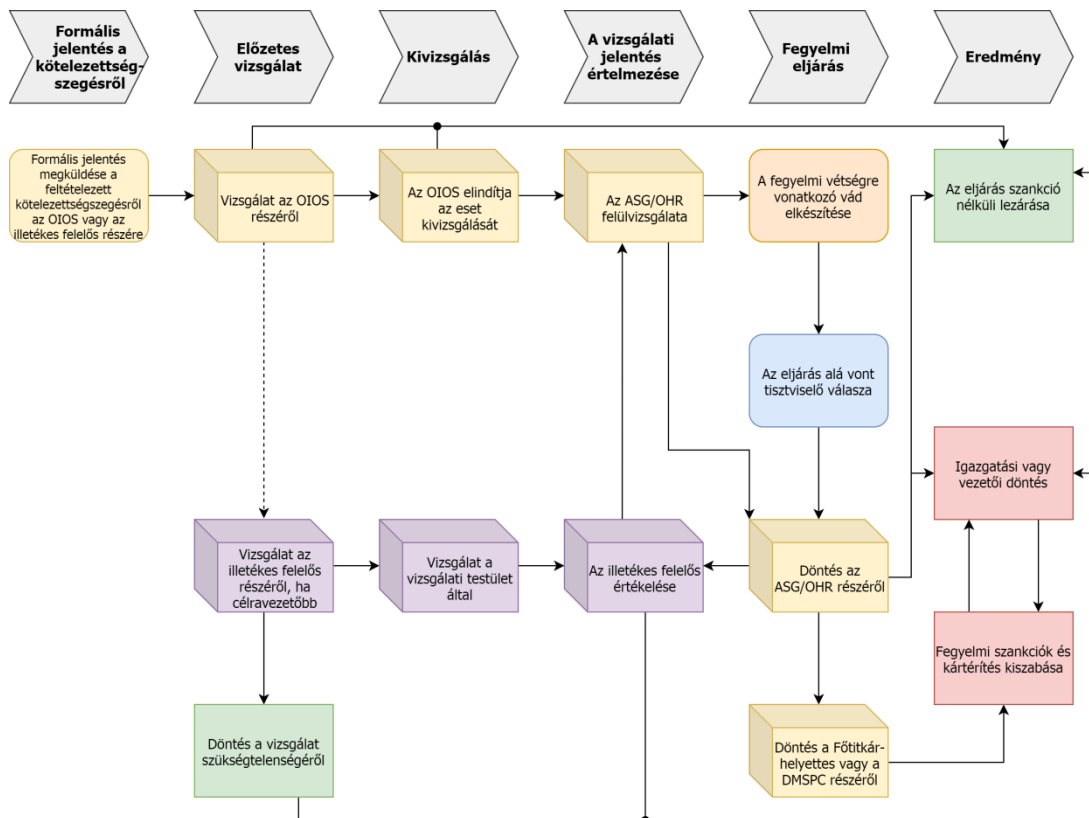 Formális
jelentés a
kötelezettség-
szegésről
Előzetes
vizsgálat
Kivizsgálás
A vizsgálati
jelentés
értelmezése
Fegyelmi
eljárás
Eredmény
Formális jelentés
megküldése a
feltételezett
kötelezettségszegésről
az OIOS vagy az
illetékes felelős részére
Vizsgálat az OIOS
részéről
Az OIOS elindítja
az eset
kivizsgálását
Az ASG/OHR
felülvizsgálata
A fegyelmi vétségre
vonatkozó vád
elkészítése
Az eljárás szankció
nélküli lezárása
Az eljárás alá vont
tisztviselő válasza
Igazgatási vagy
vezetői döntés
Vizsgálat az
illetékes felelős
részéről, ha
célravezetőbb
Vizsgálat a
vizsgálati testület
által
Az illetékes felelős
értékelése
Döntés az
ASG/OHR részéről
Fegyelmi szankciók és
kártérítés kiszabása
Döntés a vizsgálat
szükségtelenségéről
Döntés a Főtitkár-
helyettes vagy a
DMSPC részéről